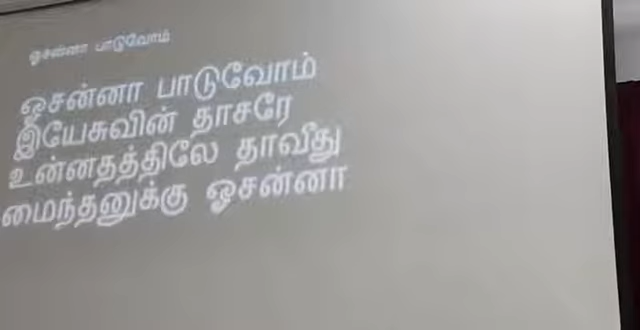 ஓசன்னா பாடுவோம்
ஓசன்னா பாடுவோம்
இயேசுவின் தாசரே
உன்னதத்திலே தாவீது
மைந்தனுக்கு ஓசன்னா